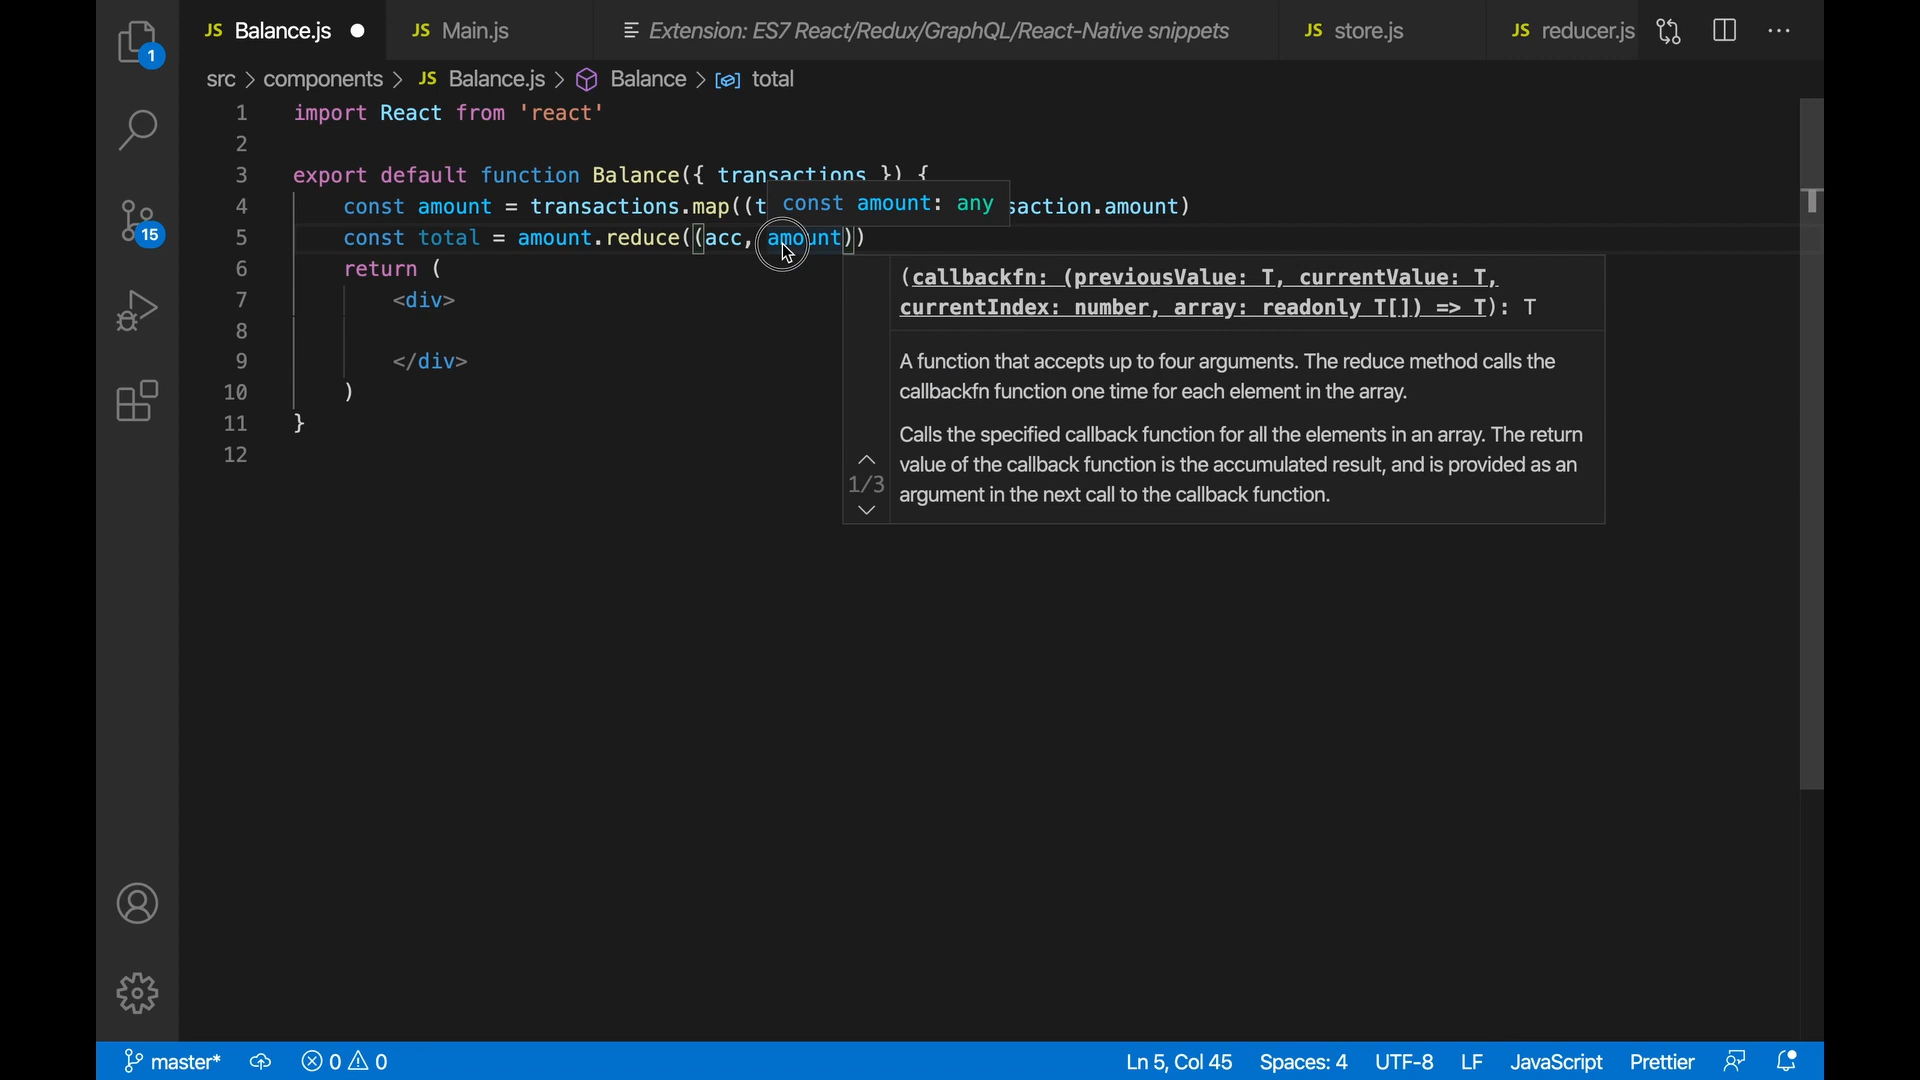 JS Balance.js
JS Main.js
Extension: ES7 React/Redux/GraphQL/React-Native snippets
JS store.js
JS reducer.js
1
15
src > components > JS Balance.js > Balance > total
1 import React from 'react'
2
3 export default function Balance({ transactions }) {
4 const amount = transactions.map((t saction.amount)
const amount: any
5 const total = amount.reduce((acc, amount))
6 return (
7 <div>
8
9 </div>
10 )
11 }
12
(callbackfn: (previousValue: T, currentValue: T,
currentIndex: number, array: readonly T[]) => T): T
A function that accepts up to four arguments. The reduce method calls the
callbackfn function one time for each element in the array.
Calls the specified callback function for all the elements in an array. The return
value of the callback function is the accumulated result, and is provided as an
argument in the next call to the callback function.
1/3
master* 0 0 Ln 5, Col 45 Spaces: 4 UTF-8 LF JavaScript Prettier